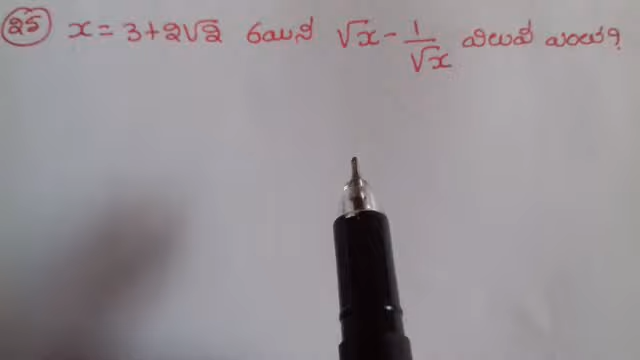 25 x = 3+2√2 అయిన √x - 1/√x విలువ ఎంత?